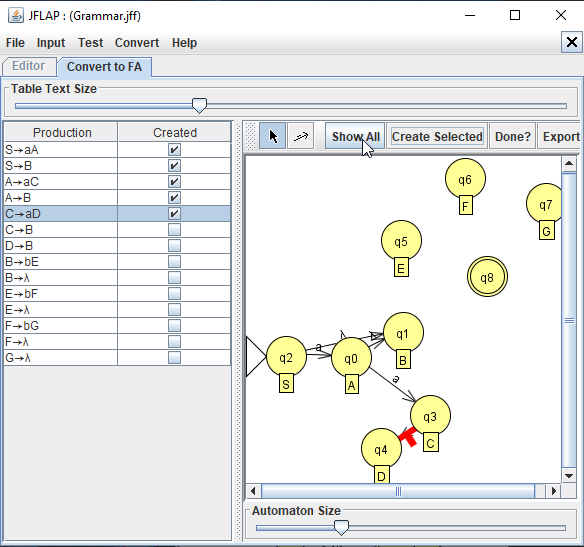 JFLAP : (Grammar.jff)
File Input Test Convert Help
Editor Convert to FA
Table Text Size
Production Created
S→aA
S→B
A→aC
A→B
C→aD
C→B
D→B
B→bE
B→λ
E→bF
E→λ
F→bG
F→λ
G→λ
Show All Create Selected Done? Export
q6
F
q7
G
q5
E
q8
q1
B
λ
a
q2
S
q0
A
a
q3
C
q4
D
Automaton Size